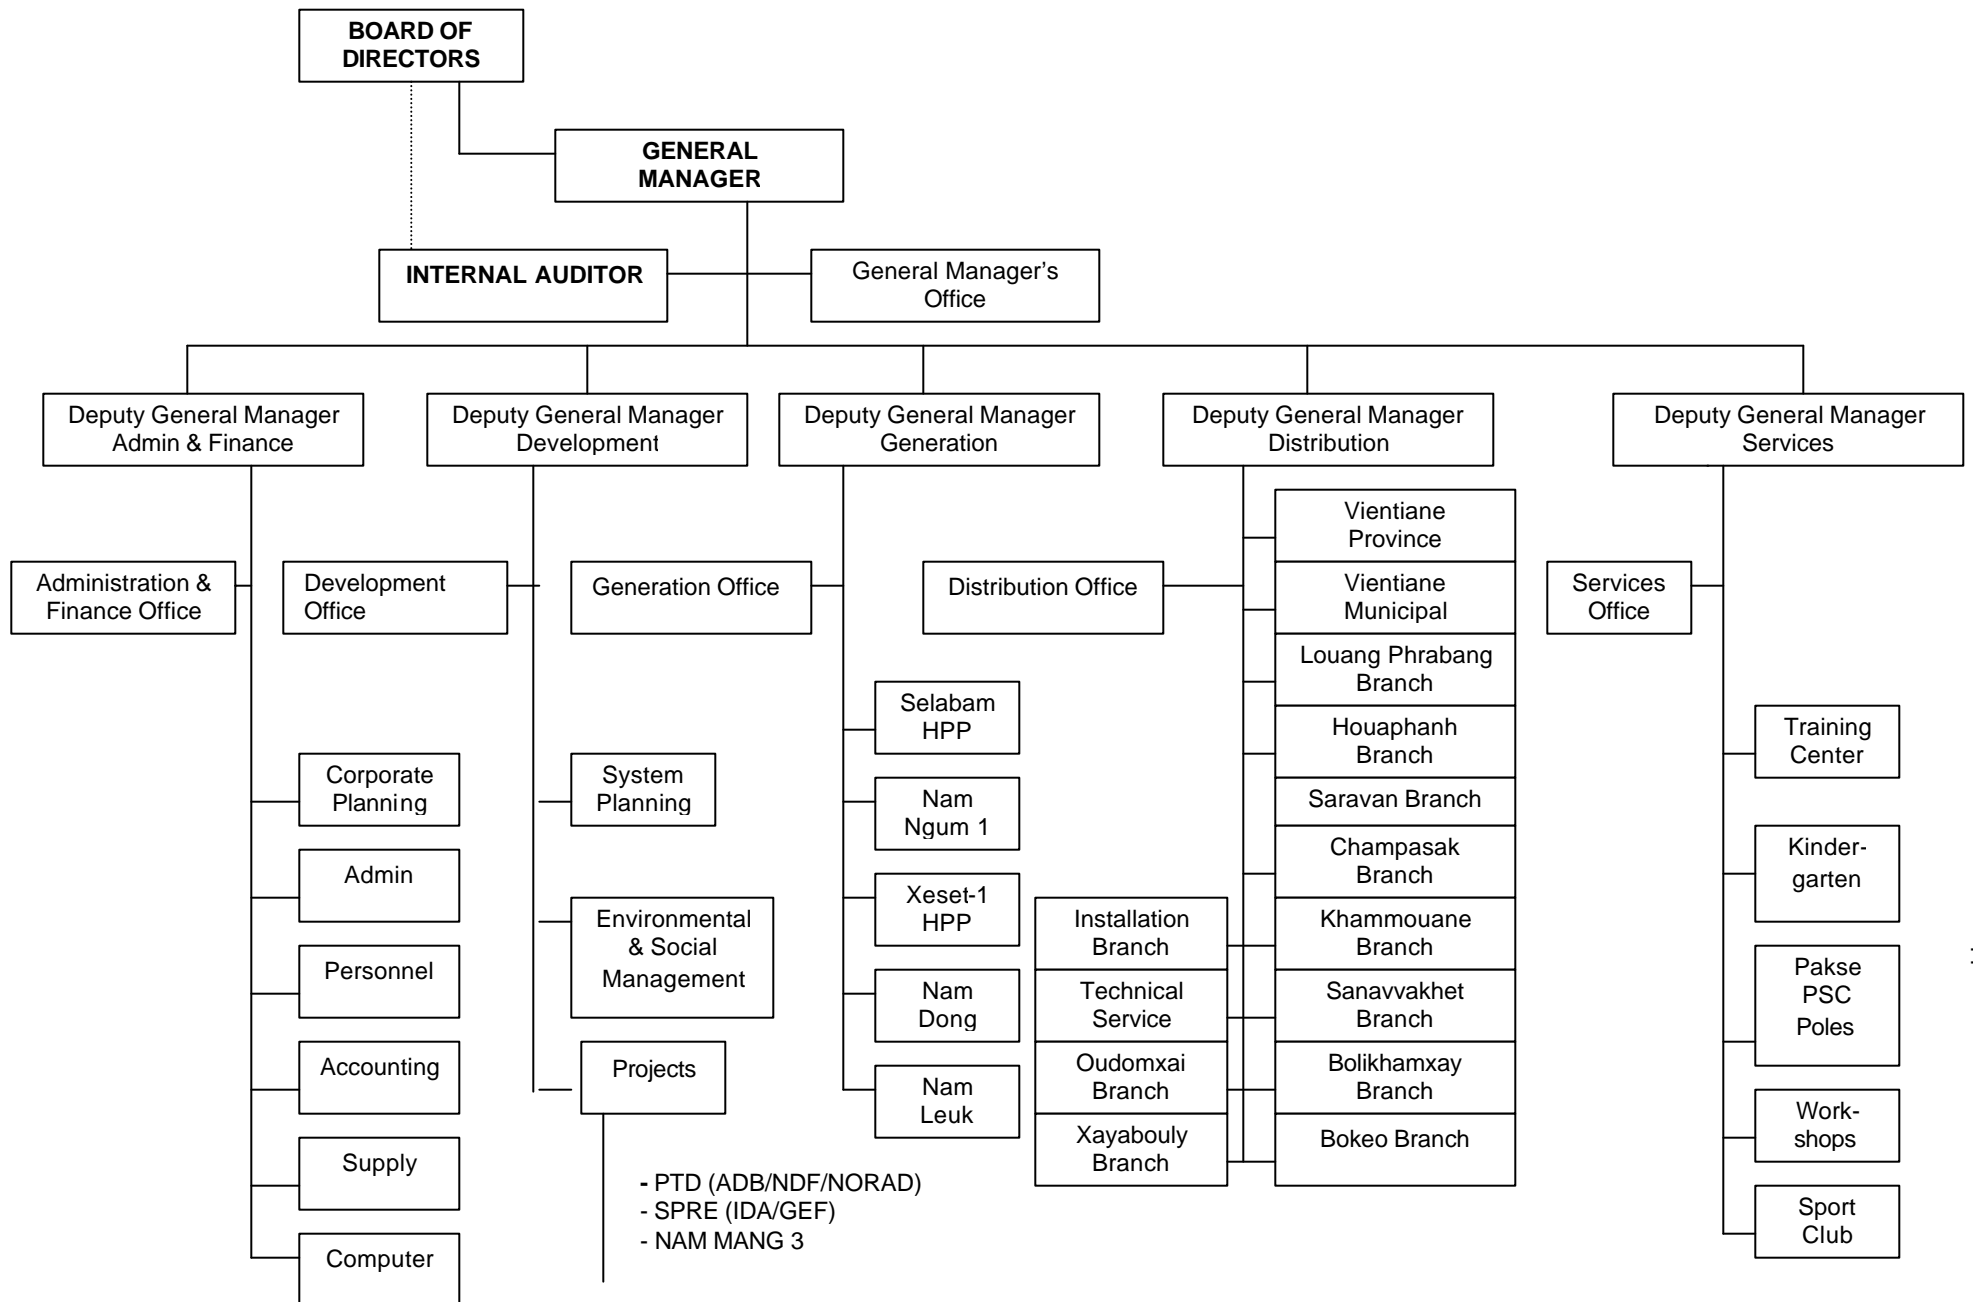 BOARD OF
DIRECTORS
GENERAL
MANAGER
INTERNAL AUDITOR
General Manager's
Office
Deputy General Manager
Admin & Finance
Deputy General Manager
Development
Deputy General Manager
Generation
Deputy General Manager
Distribution
Deputy General Manager
Services
Administration &
Finance Office
Corporate
Planning
Admin
Personnel
Accounting
Supply
Computer
Development
Office
System
Planning
Environmental
& Social
Management
Projects
- PTD (ADB/NDF/NORAD)
- SPRE (IDA/GEF)
- NAM MANG 3
Generation Office
Selabam
HPP
Nam
Ngum 1
Xeset-1
HPP
Nam
Dong
Nam
Leuk
Distribution Office
Vientiane
Province
Vientiane
Municipal
Louang Phrabang
Branch
Houaphanh
Branch
Saravan Branch
Champasak
Branch
Khammouane
Branch
Sanavvakhet
Branch
Bolikhamxay
Branch
Bokeo Branch
Installation
Branch
Technical
Service
Oudomxai
Branch
Xayabouly
Branch
Services
Office
Training
Center
Kinder-
garten
Pakse
PSC
Poles
Work-
shops
Sport
Club